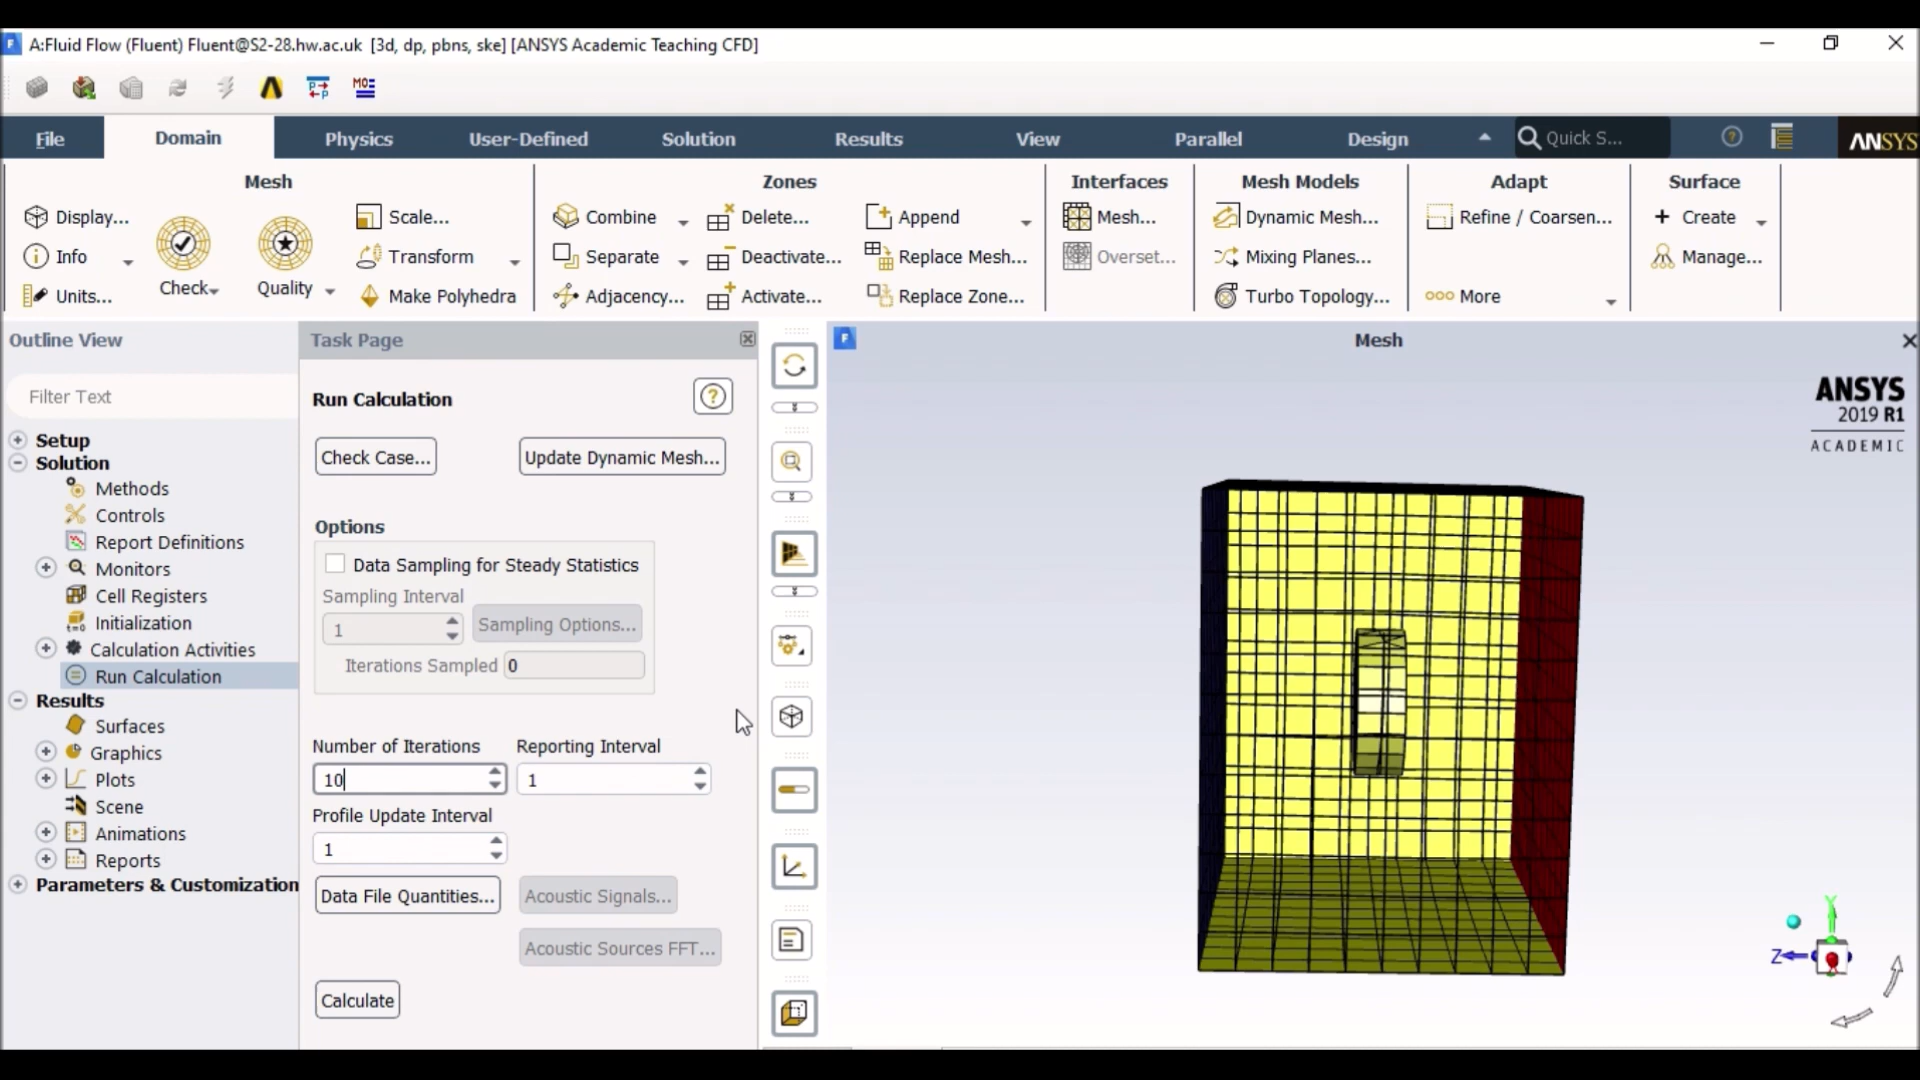 A:Fluid Flow (Fluent) Fluent@S2-28.hw.ac.uk [3d, dp, pbns, ske] [ANSYS Academic Teaching CFD]
File Domain Physics User-Defined Solution Results View Parallel Design Quick S... ANSYS
Mesh
Display...
Info
Units...
Check
Quality
Scale...
Transform
Make Polyhedra
Zones
Combine
Separate
Adjacency...
Delete...
Deactivate...
Activate...
Append
Replace Mesh...
Replace Zone...
Interfaces
Mesh...
Overset...
Mesh Models
Dynamic Mesh...
Mixing Planes...
Turbo Topology...
Adapt
Refine / Coarsen...
More
Surface
Create
Manage...
Outline View
Filter Text
Setup
Solution
Methods
Controls
Report Definitions
Monitors
Cell Registers
Initialization
Calculation Activities
Run Calculation
Results
Surfaces
Graphics
Plots
Scene
Animations
Reports
Parameters & Customization
Task Page
Run Calculation
Check Case... Update Dynamic Mesh...
Options
Data Sampling for Steady Statistics
Sampling Interval
1 Sampling Options...
Iterations Sampled 0
Number of Iterations Reporting Interval
10 1
Profile Update Interval
1
Data File Quantities... Acoustic Signals...
Acoustic Sources FFT...
Calculate
Mesh
ANSYS
2019 R1
ACADEMIC
Y
Z